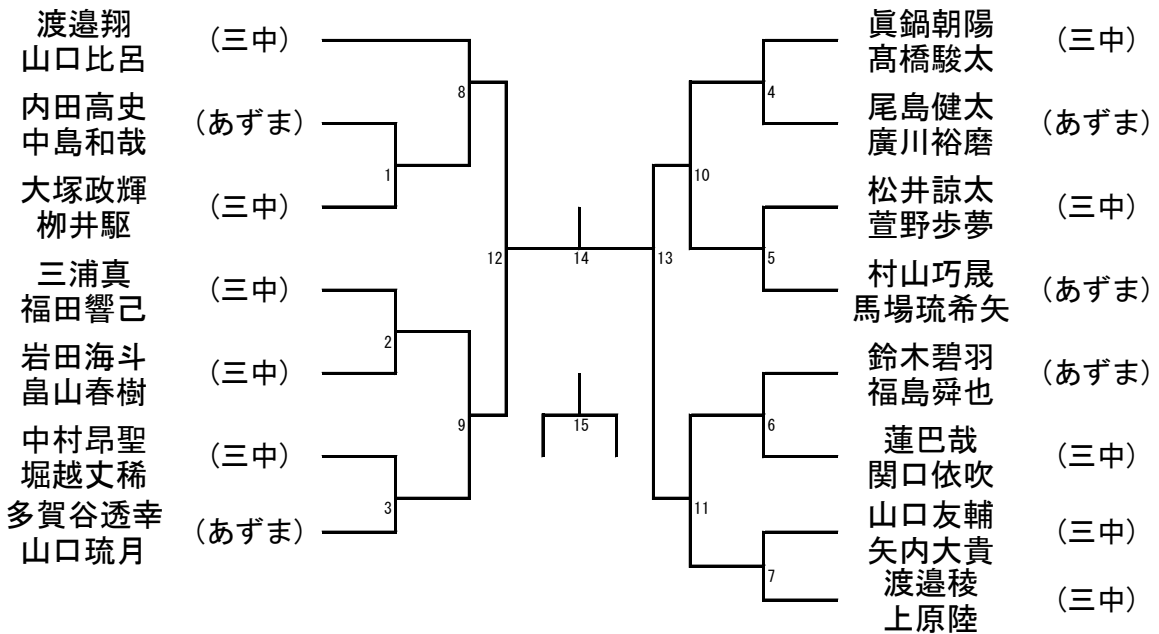 渡邉翔
山口比呂
(三中)
内田高史
中島和哉
(あずま)
大塚政輝
栁井駆
(三中)
三浦真
福田響己
(三中)
岩田海斗
畠山春樹
(三中)
中村昂聖
堀越丈稀
(三中)
多賀谷透幸
山口琉月
(あずま)
8
1
2
9
3
12
14
15
13
10
4
5
6
11
7
眞鍋朝陽
髙橋駿太
(三中)
尾島健太
廣川裕磨
(あずま)
松井諒太
萱野歩夢
(三中)
村山巧晟
馬場琉希矢
(あずま)
鈴木碧羽
福島舜也
(あずま)
蓮巴哉
関口依吹
(三中)
山口友輔
矢内大貴
(三中)
渡邉稜
上原陸
(三中)